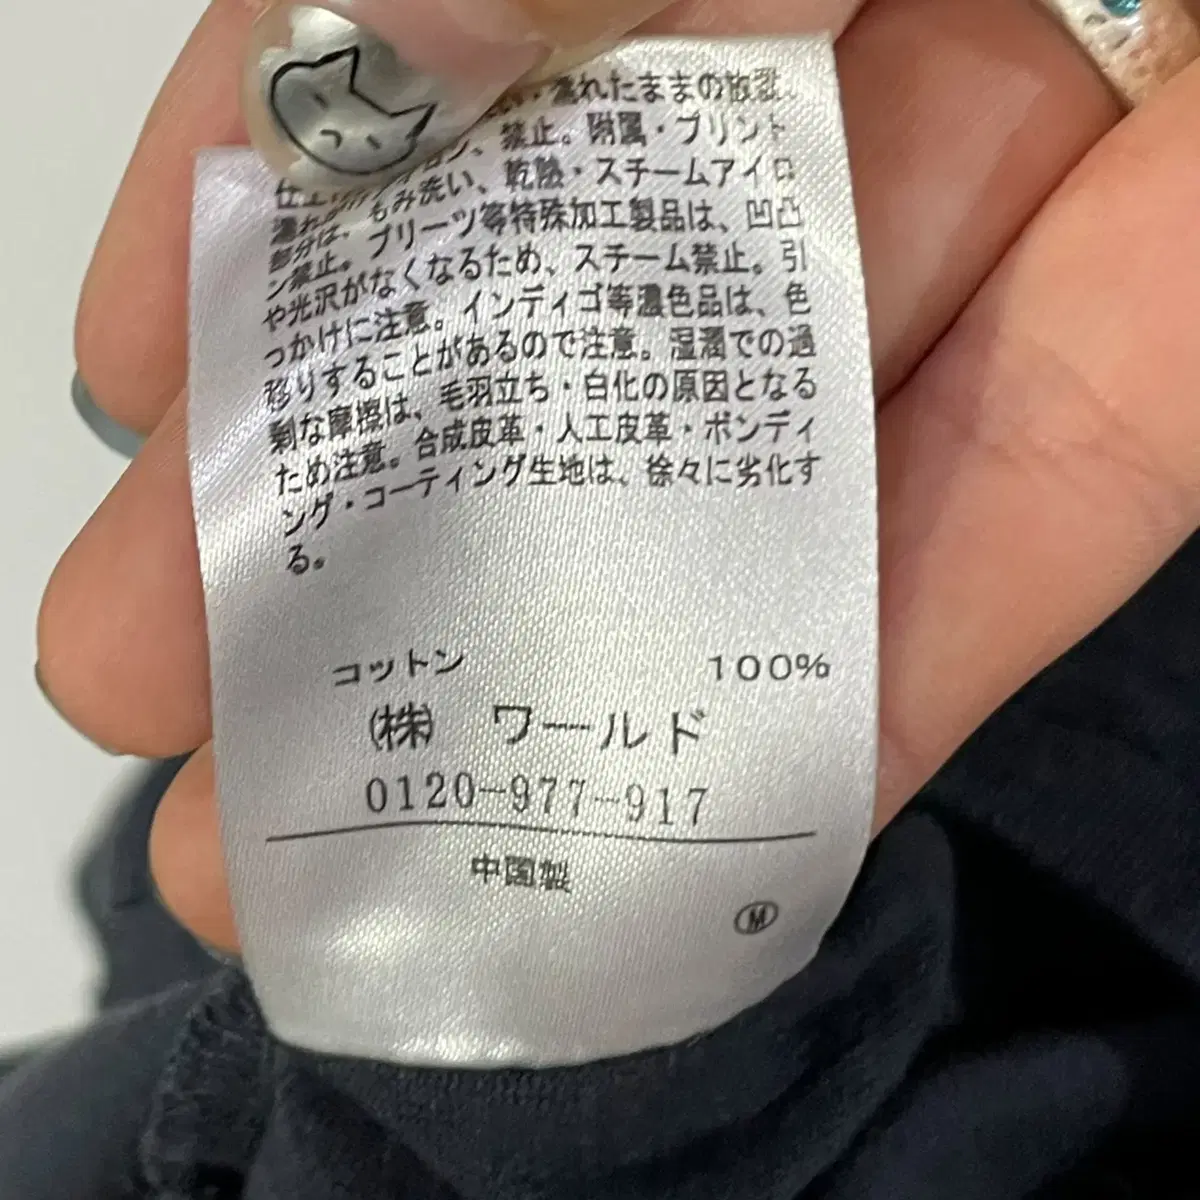 濡れたままの放置、
禁止。附属・プリント
部分は、もみ洗い、乾燥・スチームアイロ
ン禁止。プリーツ等特殊加工製品は、凹凸
や光沢がなくなるため、スチーム禁止。引
っかけに注意。インディゴ等濃色品は、色
移りすることがあるので注意。湿潤での過
剰な摩擦は、毛羽立ち・白化の原因となる
ため注意。合成皮革・人工皮革・ボンディ
ング・コーティング生地は、徐々に劣化す
る。
コットン 100%
㈱ ワールド
0120-977-917
中国製
Ⓜ